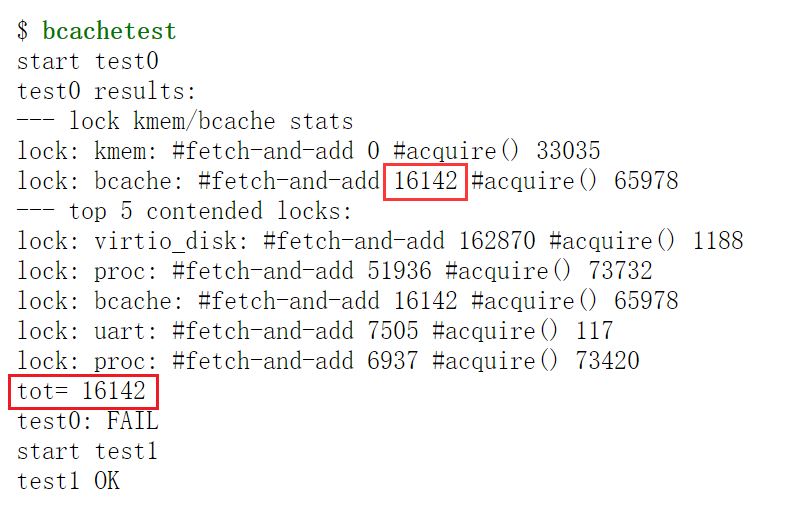 $ bcachetest
start test0
test0 results:
--- lock kmem/bcache stats
lock: kmem: #fetch-and-add 0 #acquire() 33035
lock: bcache: #fetch-and-add 16142 #acquire() 65978
--- top 5 contended locks:
lock: virtio_disk: #fetch-and-add 162870 #acquire() 1188
lock: proc: #fetch-and-add 51936 #acquire() 73732
lock: bcache: #fetch-and-add 16142 #acquire() 65978
lock: uart: #fetch-and-add 7505 #acquire() 117
lock: proc: #fetch-and-add 6937 #acquire() 73420
tot= 16142
test0: FAIL
start test1
test1 OK